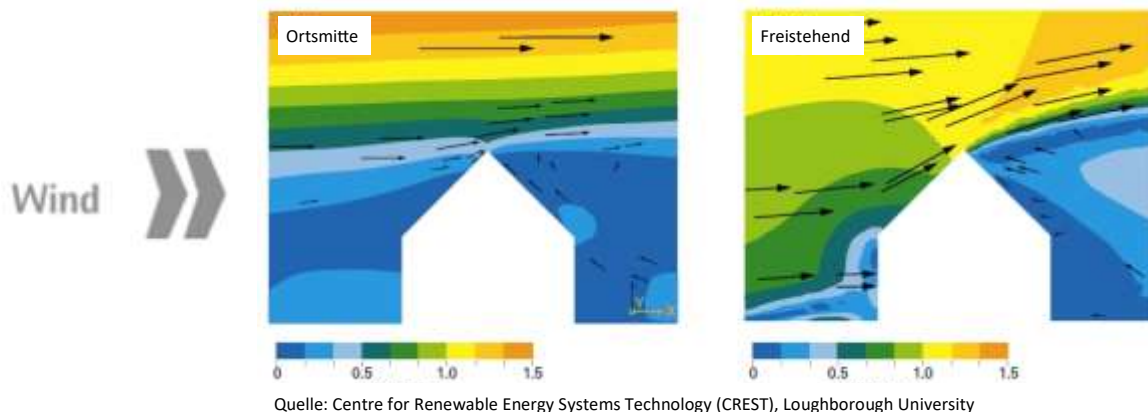 Ortsmitte
Freistehend
Wind
Y
X
0 0.5 1.0 1.5
0 0.5 1.0 1.5
Quelle: Centre for Renewable Energy Systems Technology (CREST), Loughborough University